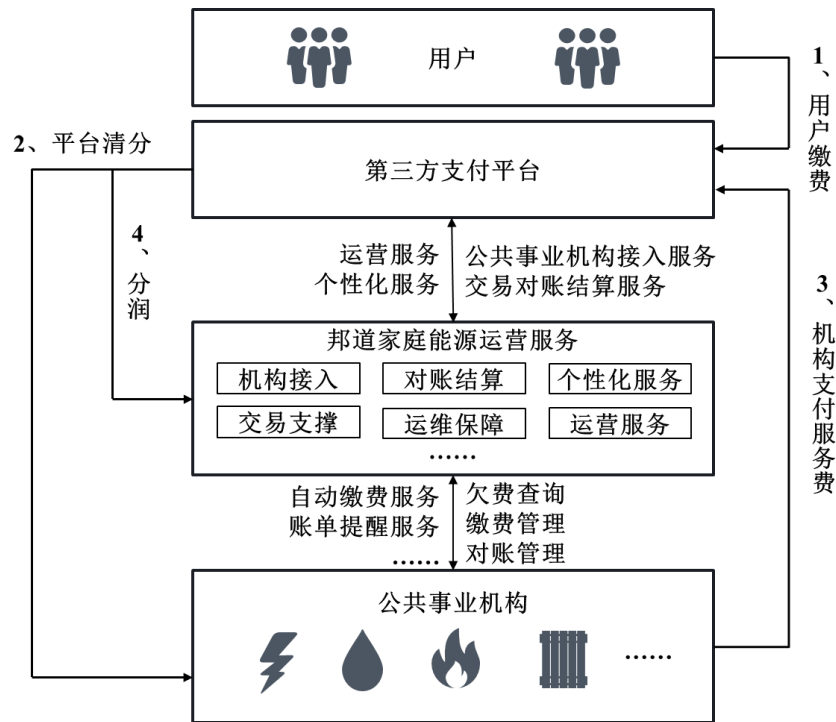 用户
1、用户缴费
2、平台清分
第三方支付平台
4、分润
运营服务
个性化服务
公共事业机构接入服务
交易对账结算服务
3、机构支付服务费
邦道家庭能源运营服务
机构接入
对账结算
个性化服务
交易支撑
运维保障
运营服务
……
自动缴费服务
账单提醒服务
……
欠费查询
缴费管理
对账管理
公共事业机构
……